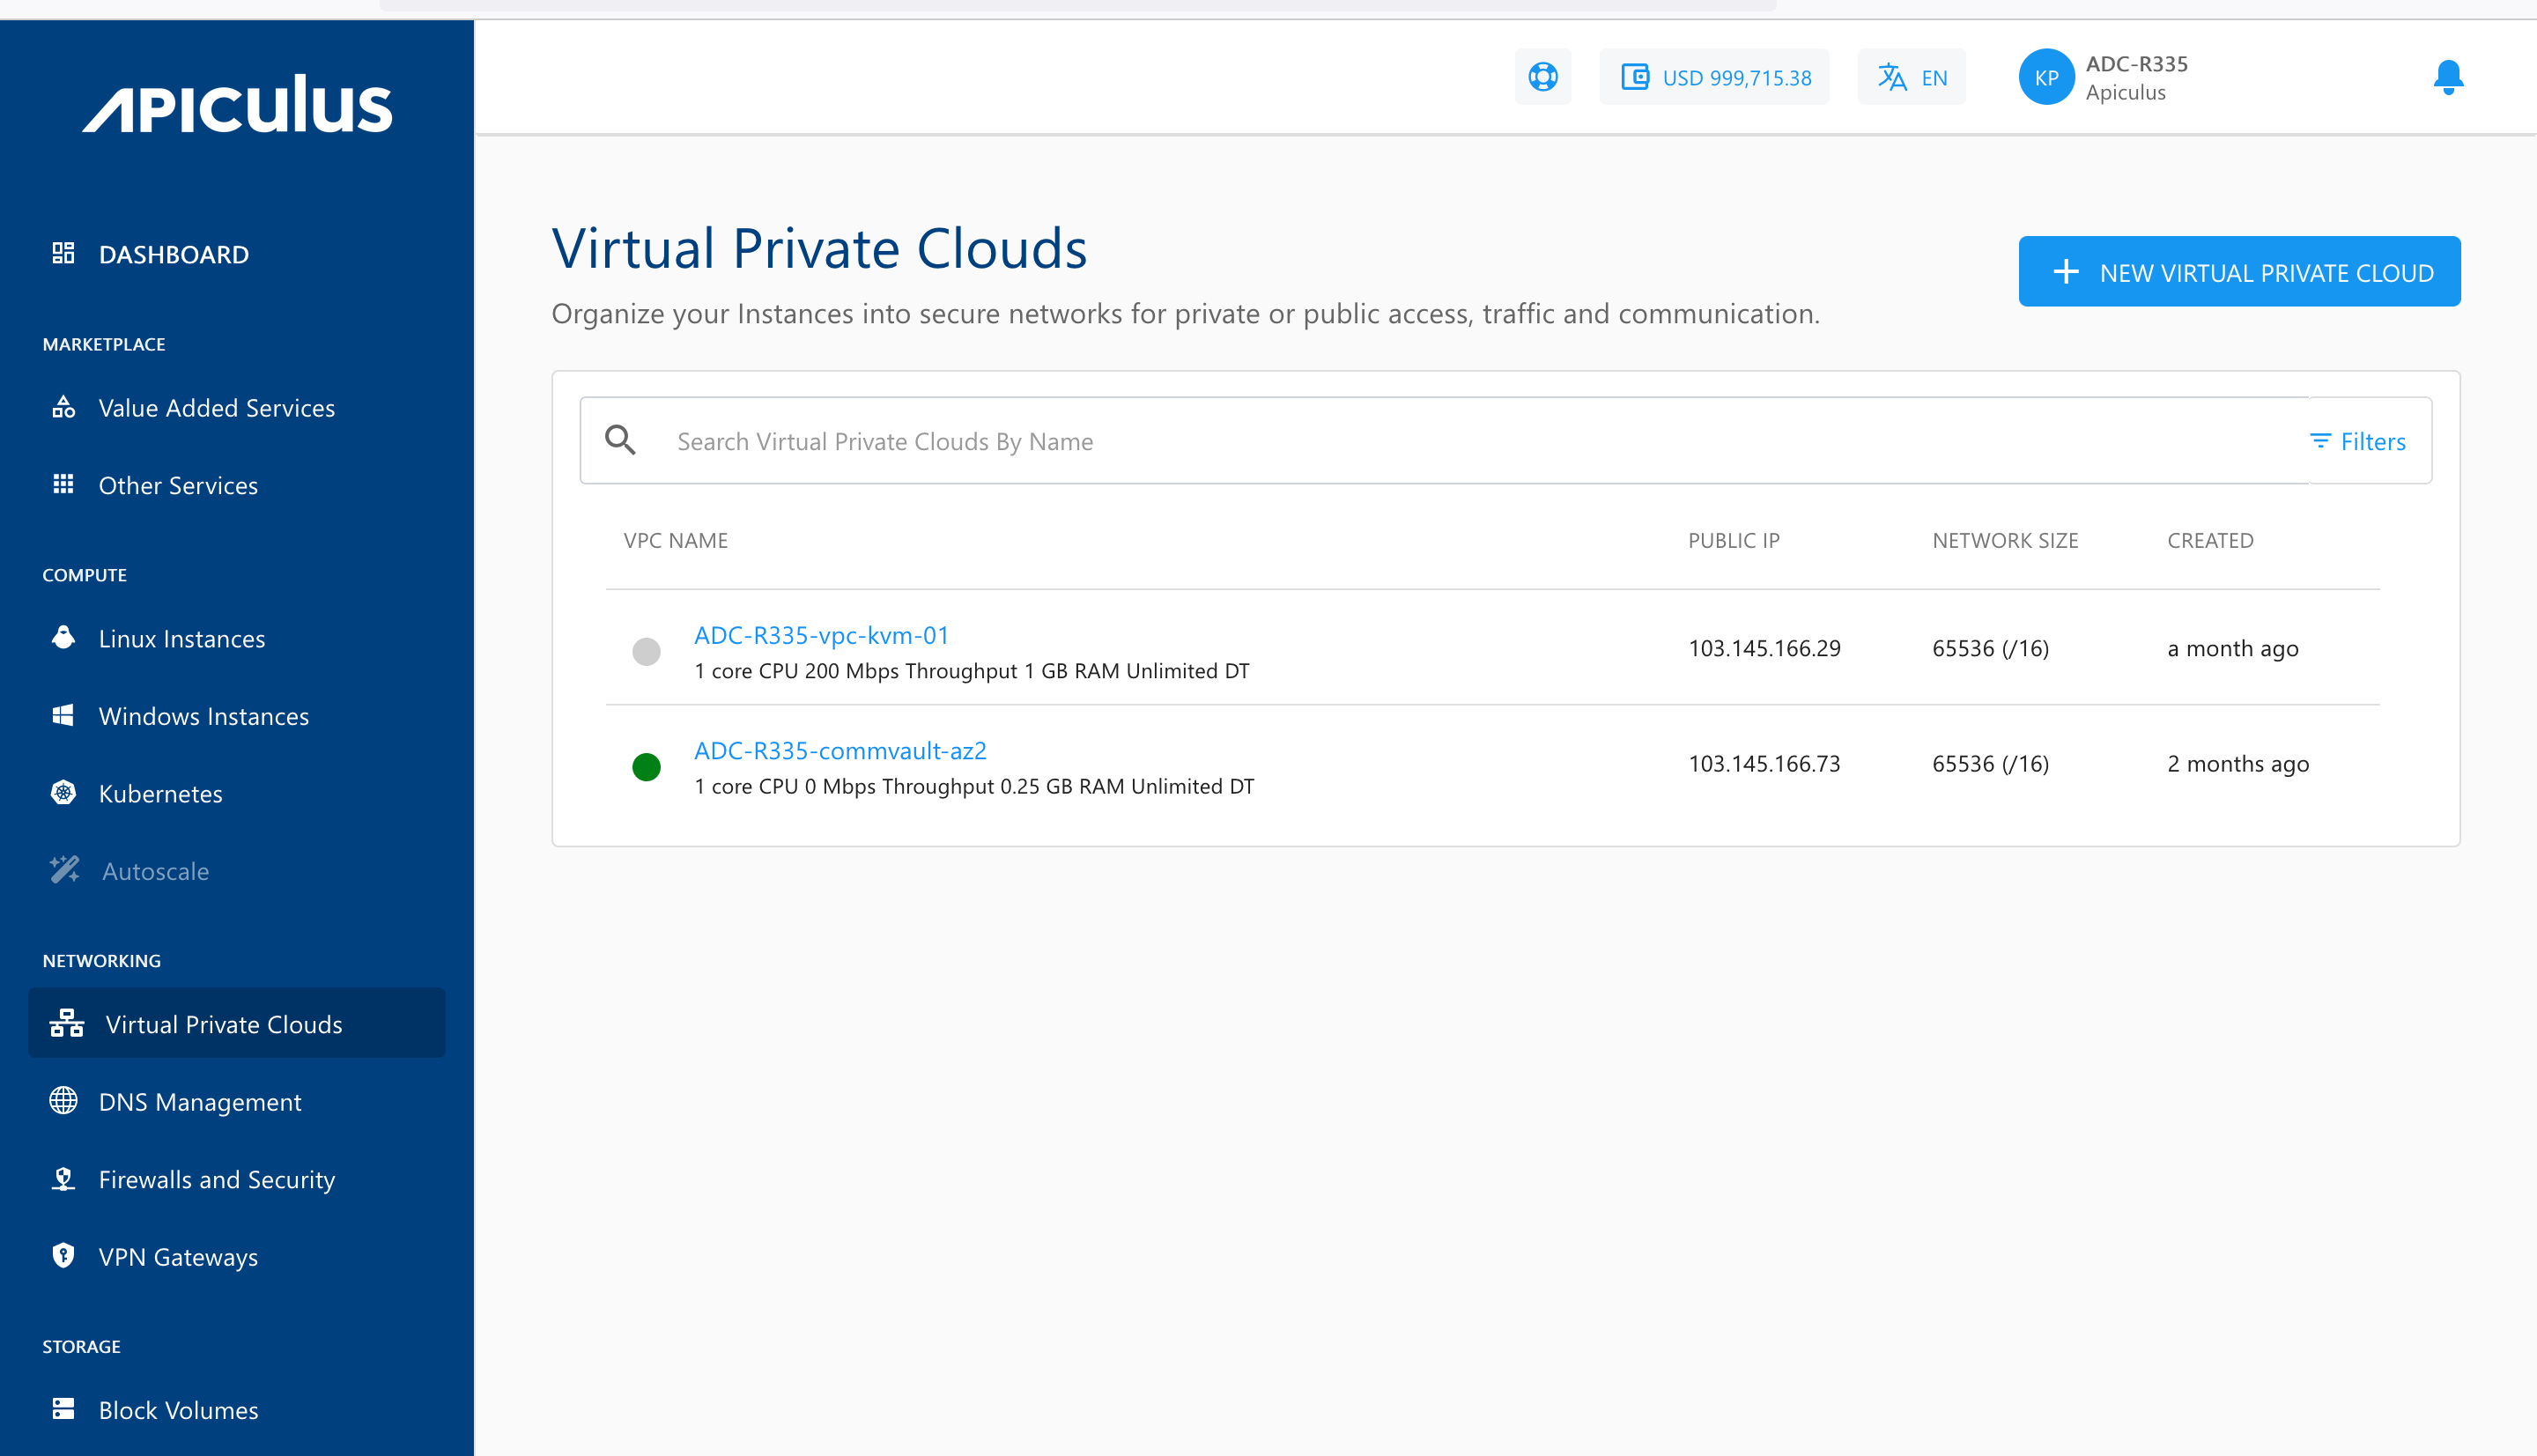 APICULUS
USD 999,715.38
EN
KP
ADC-R335
Apiculus
DASHBOARD
MARKETPLACE
Value Added Services
Other Services
COMPUTE
Linux Instances
Windows Instances
Kubernetes
Autoscale
NETWORKING
Virtual Private Clouds
DNS Management
Firewalls and Security
VPN Gateways
STORAGE
Block Volumes
Virtual Private Clouds
Organize your Instances into secure networks for private or public access, traffic and communication.
NEW VIRTUAL PRIVATE CLOUD
Search Virtual Private Clouds By Name
Filters
VPC NAME PUBLIC IP NETWORK SIZE CREATED
ADC-R335-vpc-kvm-01
1 core CPU 200 Mbps Throughput 1 GB RAM Unlimited DT
103.145.166.29 65536 (/16) a month ago
ADC-R335-commvault-az2
1 core CPU 0 Mbps Throughput 0.25 GB RAM Unlimited DT
103.145.166.73 65536 (/16) 2 months ago